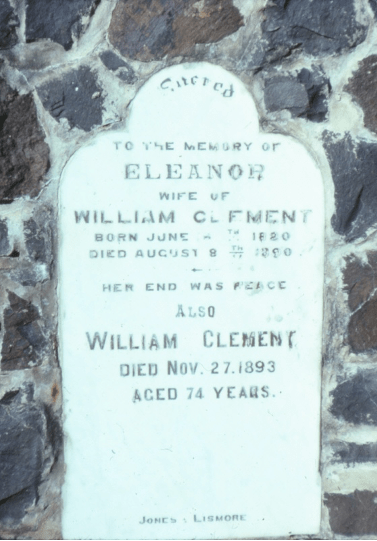 Sacred
TO THE MEMORY OF
ELEANOR
WIFE OF
WILLIAM CLEMENT
BORN JUNE TH 1820
DIED AUGUST 8TH 1890
HER END WAS PEACE
ALSO
WILLIAM CLEMENT
DIED NOV. 27. 1893
AGED 74 YEARS.
JONES : LISMORE